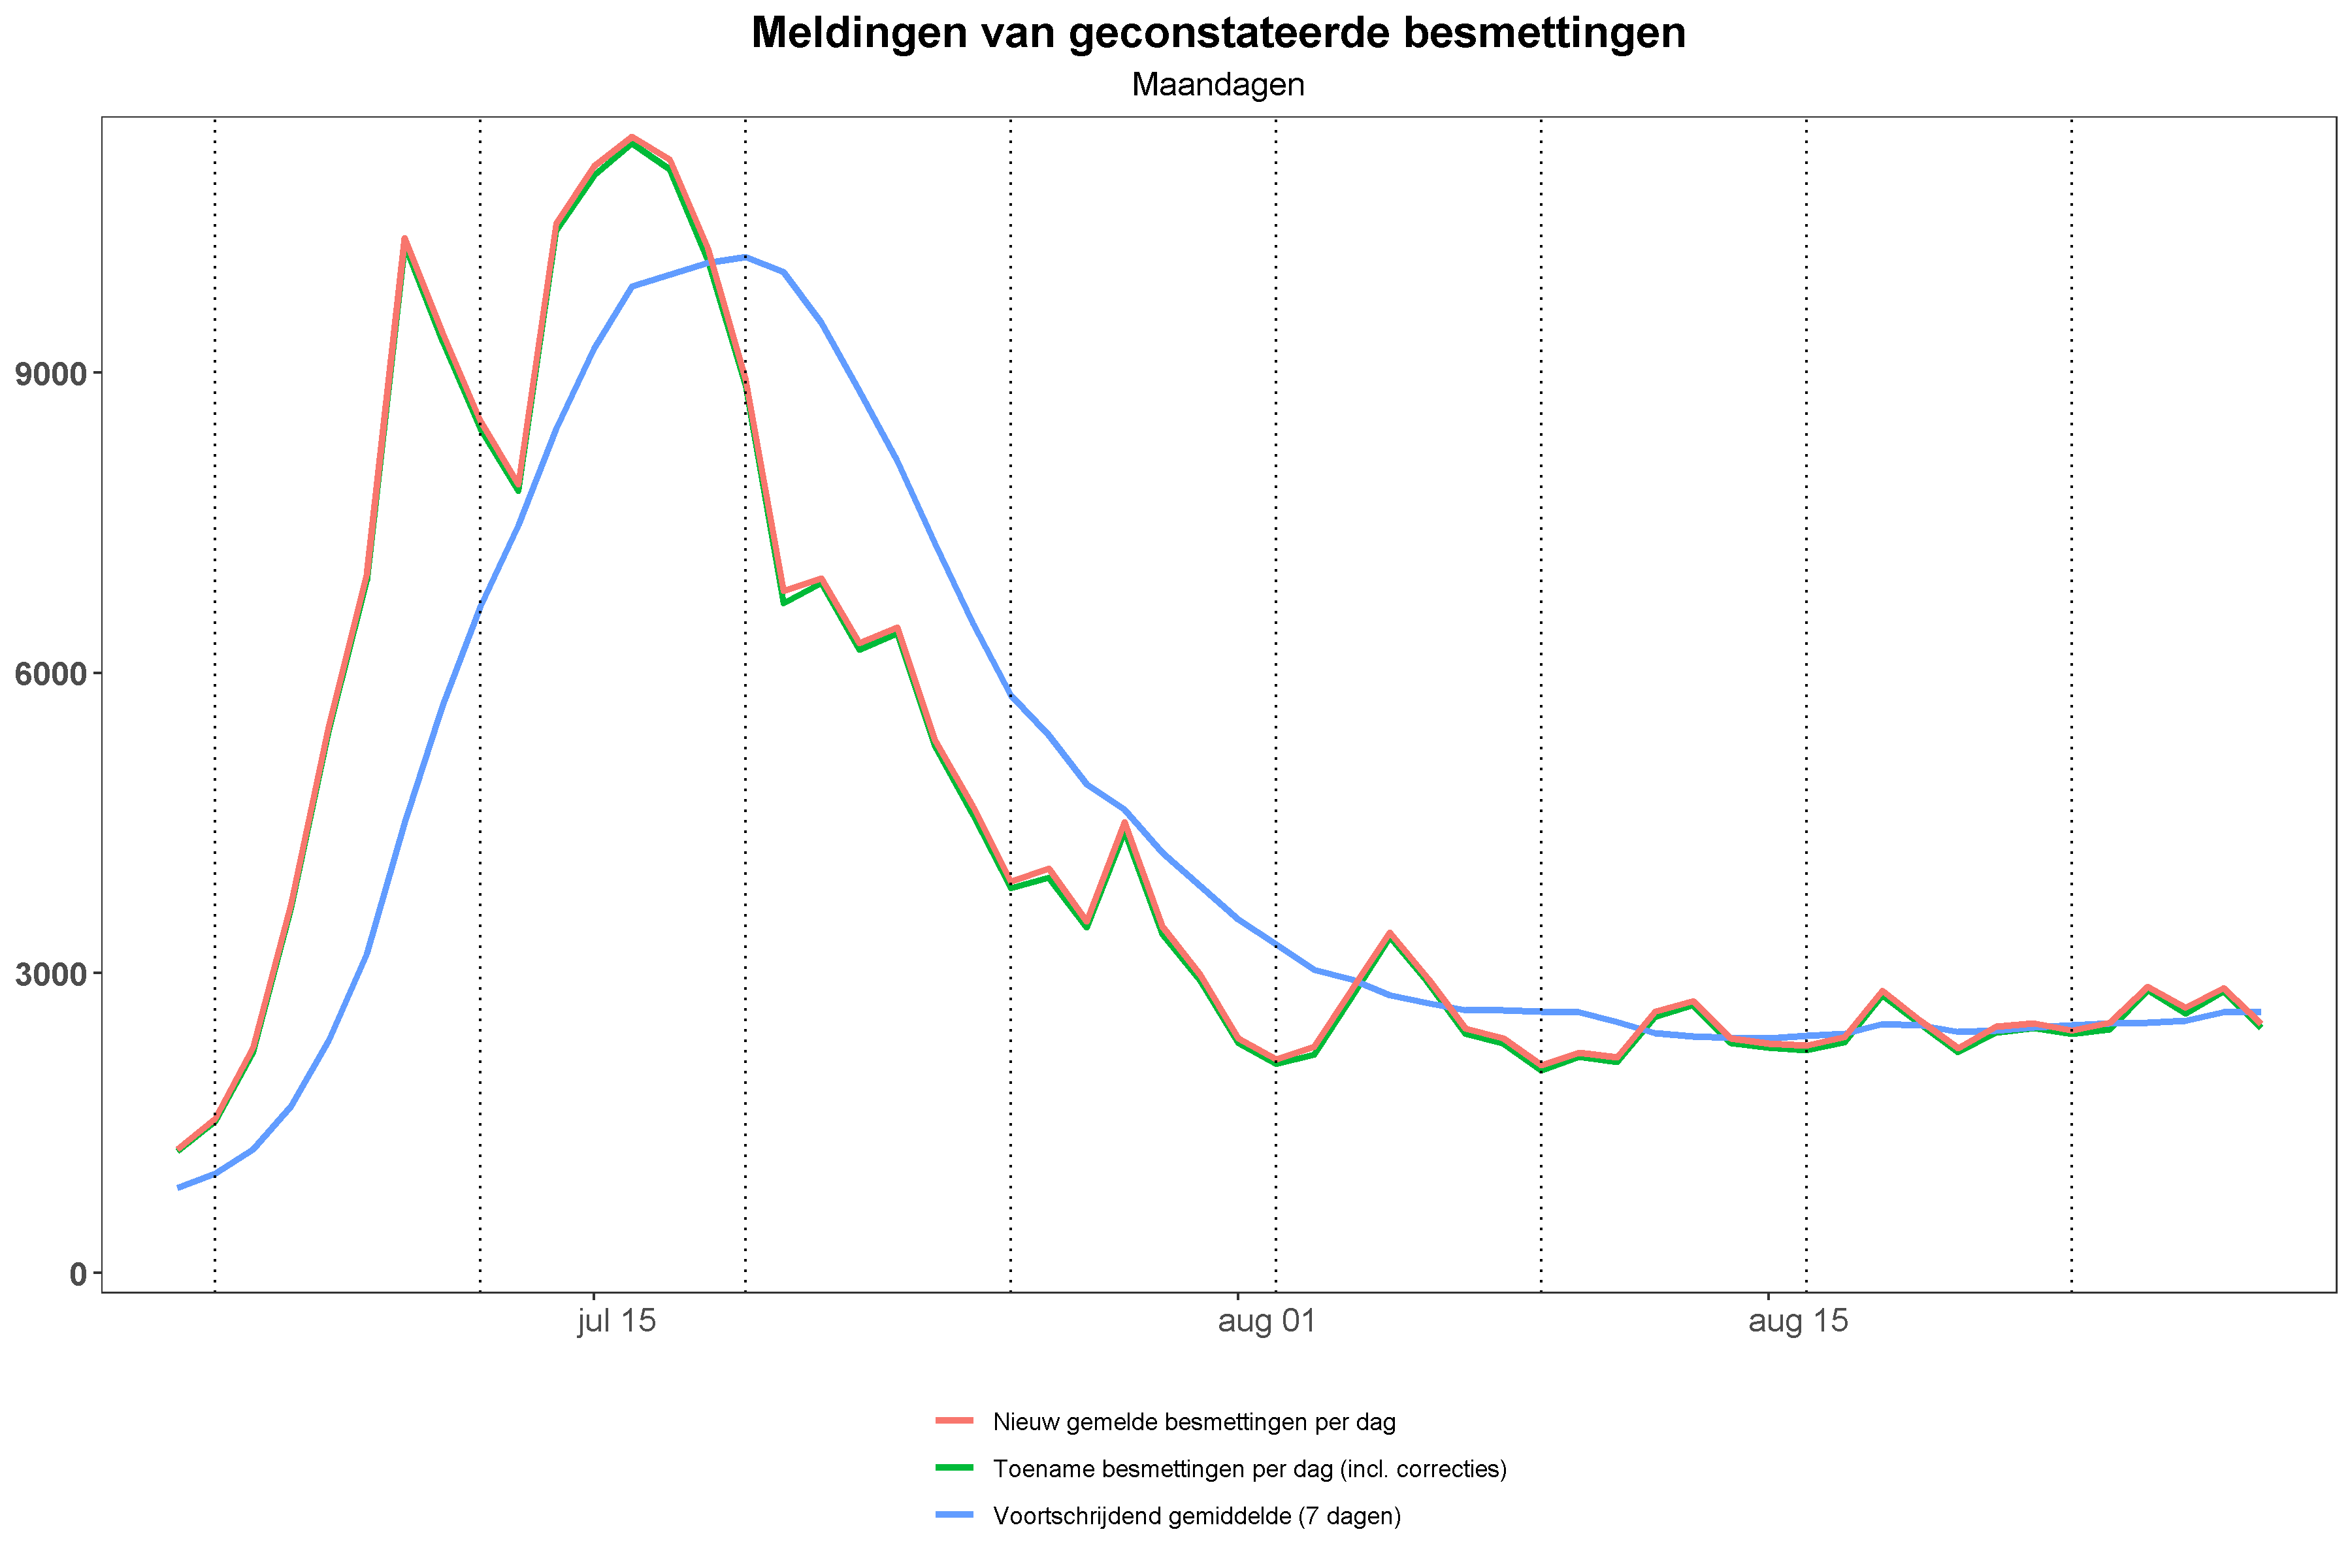 Meldingen van geconstateerde besmettingen
Maandagen
9000
6000
3000
0
jul 15
aug 01
aug 15
Nieuw gemelde besmettingen per dag
Toename besmettingen per dag (incl. correcties)
Voortschrijdend gemiddelde (7 dagen)